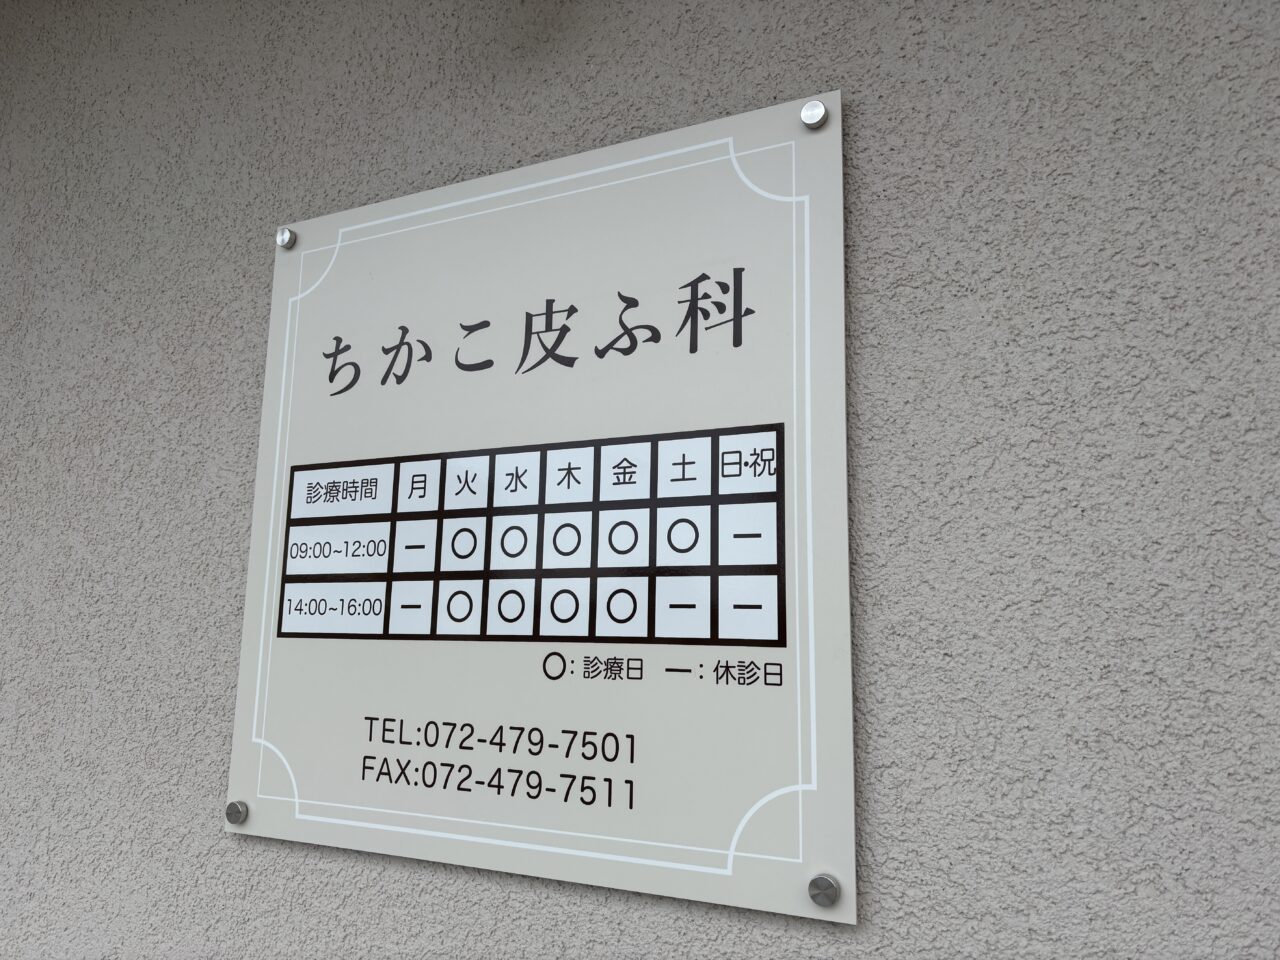 ちかこ皮ふ科
診療時間 月 火 水 木 金 土 日・祝
09:00~12:00 ー 〇 〇 〇 〇 〇 ー
14:00~16:00 ー 〇 〇 〇 〇 ー ー
〇：診療日 ー：休診日
TEL:072-479-7501
FAX:072-479-7511